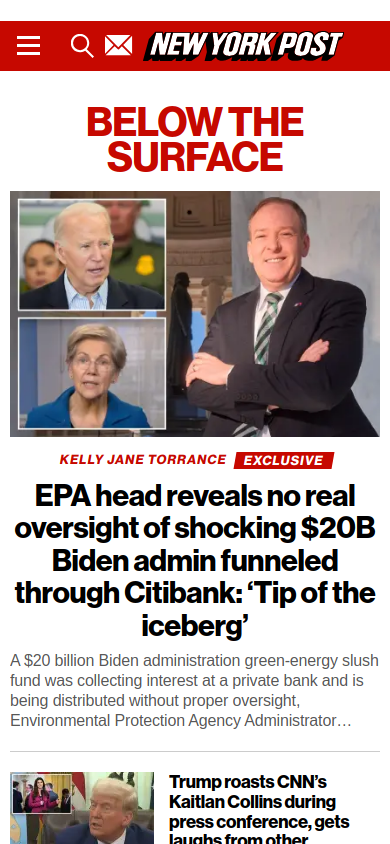 NEW YORK POST
BELOW THE
SURFACE
KELLY JANE TORRANCE EXCLUSIVE
EPA head reveals no real
oversight of shocking $20B
Biden admin funneled
through Citibank: ‘Tip of the
iceberg’
A $20 billion Biden administration green-energy slush
fund was collecting interest at a private bank and is
being distributed without proper oversight,
Environmental Protection Agency Administrator…
Trump roasts CNN’s
Kaitlan Collins during
press conference, gets
laughs from other